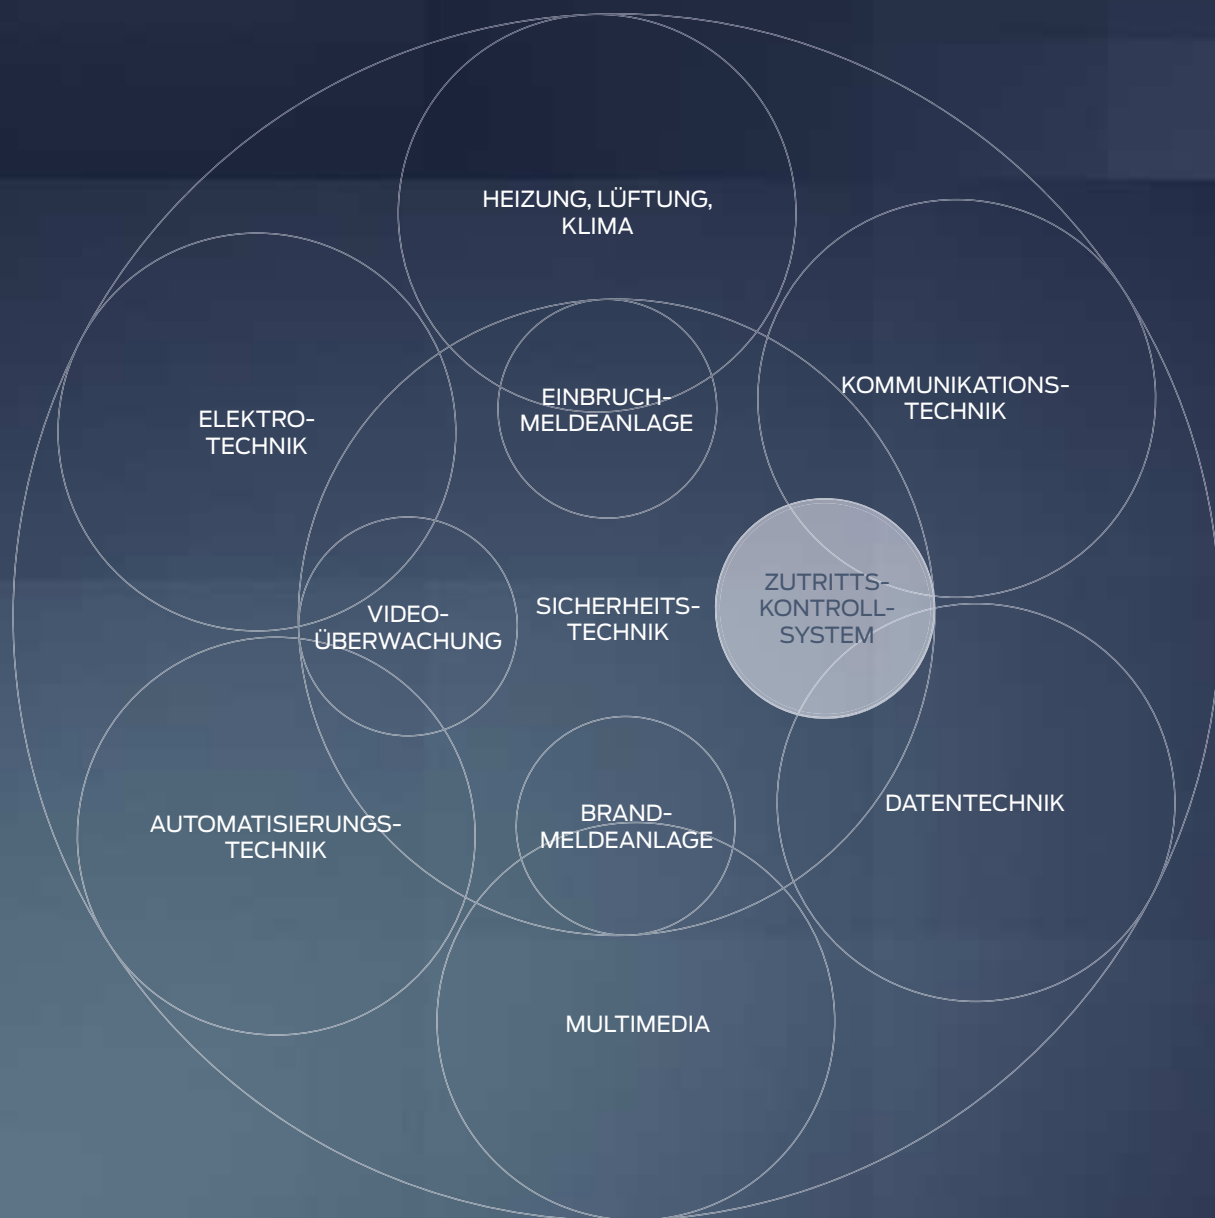 HEIZUNG, LÜFTUNG,
KLIMA
KOMMUNIKATIONS-
TECHNIK
EINBRUCH-
MELDEANLAGE
ELEKTRO-
TECHNIK
ZUTRITTS-
KONTROLL-
SYSTEM
SICHERHEITS-
TECHNIK
VIDEO-
ÜBERWACHUNG
DATENTECHNIK
BRAND-
MELDEANLAGE
AUTOMATISIERUNGS-
TECHNIK
MULTIMEDIA